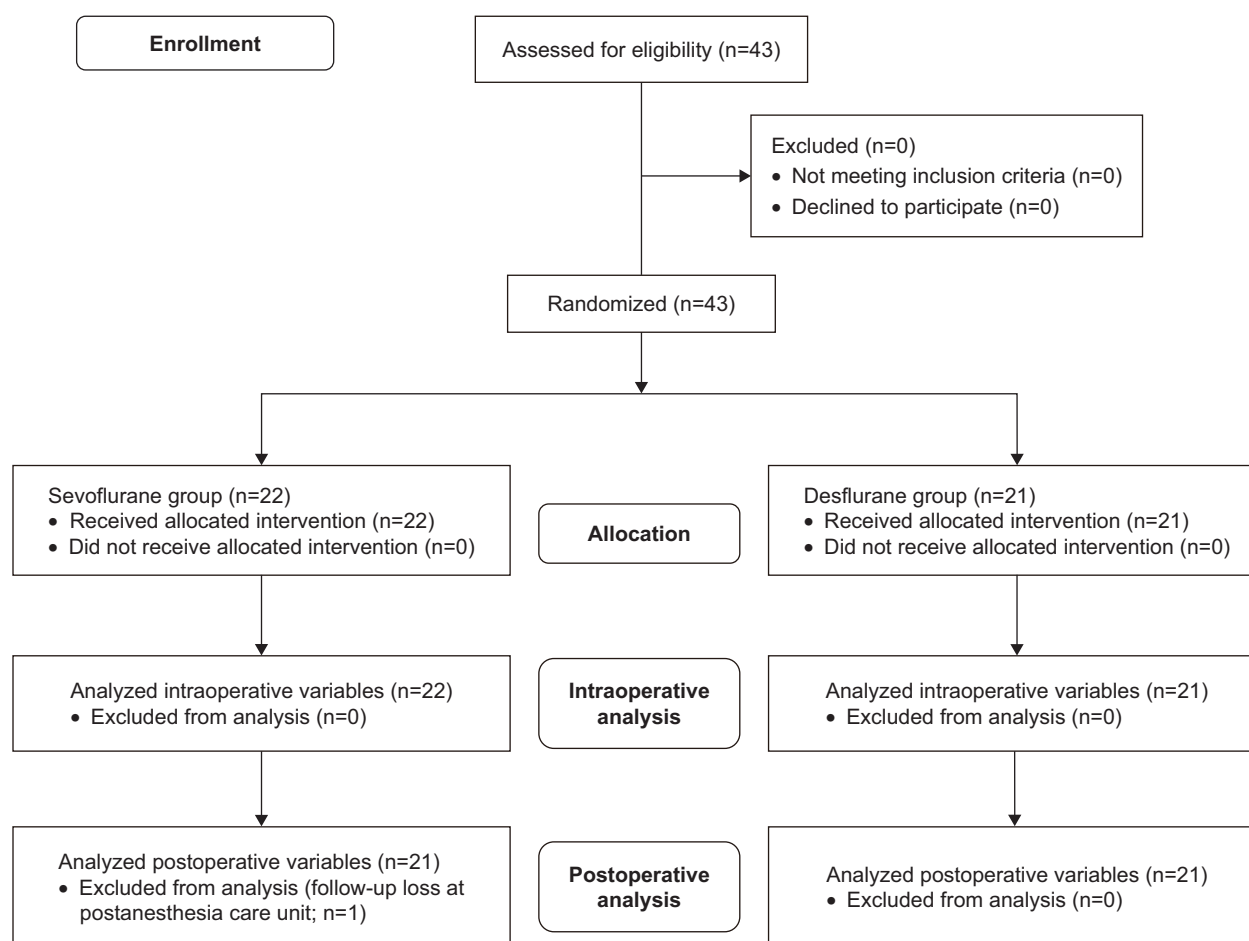 Enrollment
Assessed for eligibility (n=43)
Excluded (n=0)
• Not meeting inclusion criteria (n=0)
• Declined to participate (n=0)
Randomized (n=43)
Sevoflurane group (n=22)
• Received allocated intervention (n=22)
• Did not receive allocated intervention (n=0)
Allocation
Desflurane group (n=21)
• Received allocated intervention (n=21)
• Did not receive allocated intervention (n=0)
Analyzed intraoperative variables (n=22)
• Excluded from analysis (n=0)
Intraoperative
analysis
Analyzed intraoperative variables (n=21)
• Excluded from analysis (n=0)
Analyzed postoperative variables (n=21)
• Excluded from analysis (follow-up loss at
postanesthesia care unit; n=1)
Postoperative
analysis
Analyzed postoperative variables (n=21)
• Excluded from analysis (n=0)